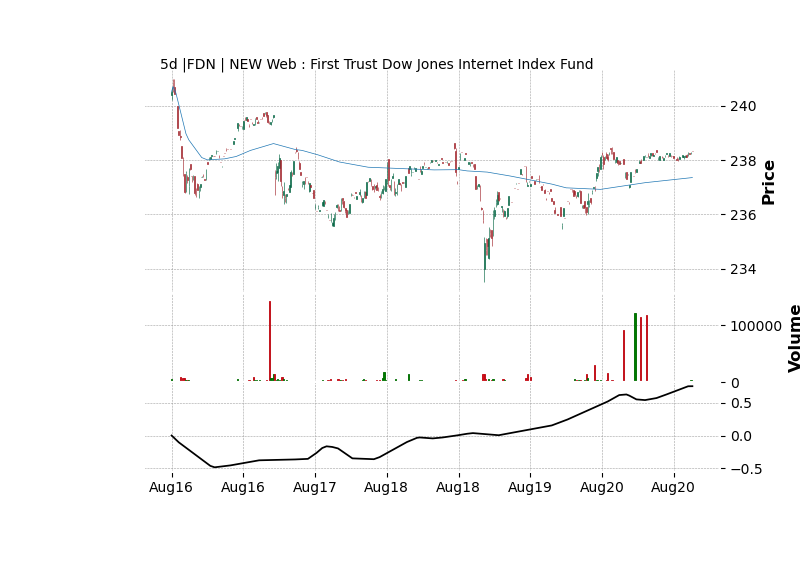 5d |FDN | NEW Web : First Trust Dow Jones Internet Index Fund
240
238
236
234
Price
100000
0
Volume
0.5
0.0
−0.5
Aug16 Aug16 Aug17 Aug18 Aug18 Aug19 Aug20 Aug20